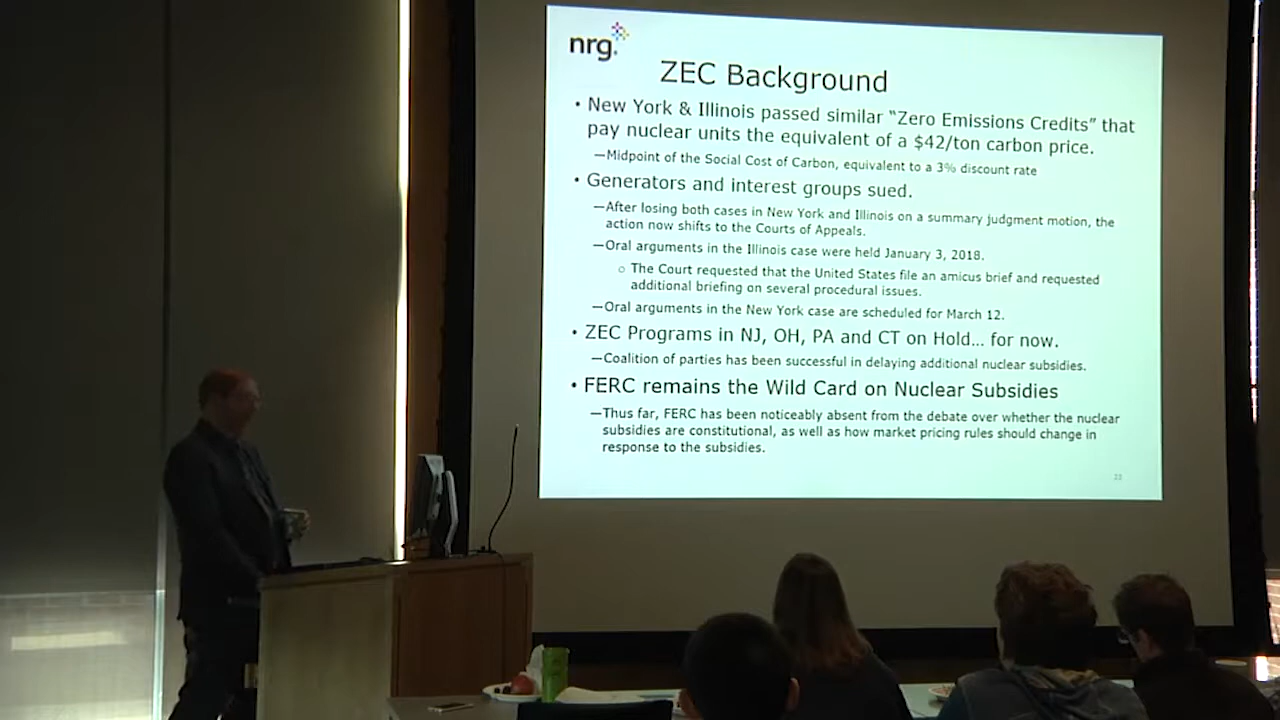 nrg.
ZEC Background
• New York & Illinois passed similar “Zero Emissions Credits” that
pay nuclear units the equivalent of a $42/ton carbon price.
—Midpoint of the Social Cost of Carbon, equivalent to a 3% discount rate
• Generators and interest groups sued.
—After losing both cases in New York and Illinois on a summary judgment motion, the
action now shifts to the Courts of Appeals.
—Oral arguments in the Illinois case were held January 3, 2018.
○ The Court requested that the United States file an amicus brief and requested
additional briefing on several procedural issues.
—Oral arguments in the New York case are scheduled for March 12.
• ZEC Programs in NJ, OH, PA and CT on Hold... for now.
—Coalition of parties has been successful in delaying additional nuclear subsidies.
• FERC remains the Wild Card on Nuclear Subsidies
—Thus far, FERC has been noticeably absent from the debate over whether the nuclear
subsidies are constitutional, as well as how market pricing rules should change in
response to the subsidies.